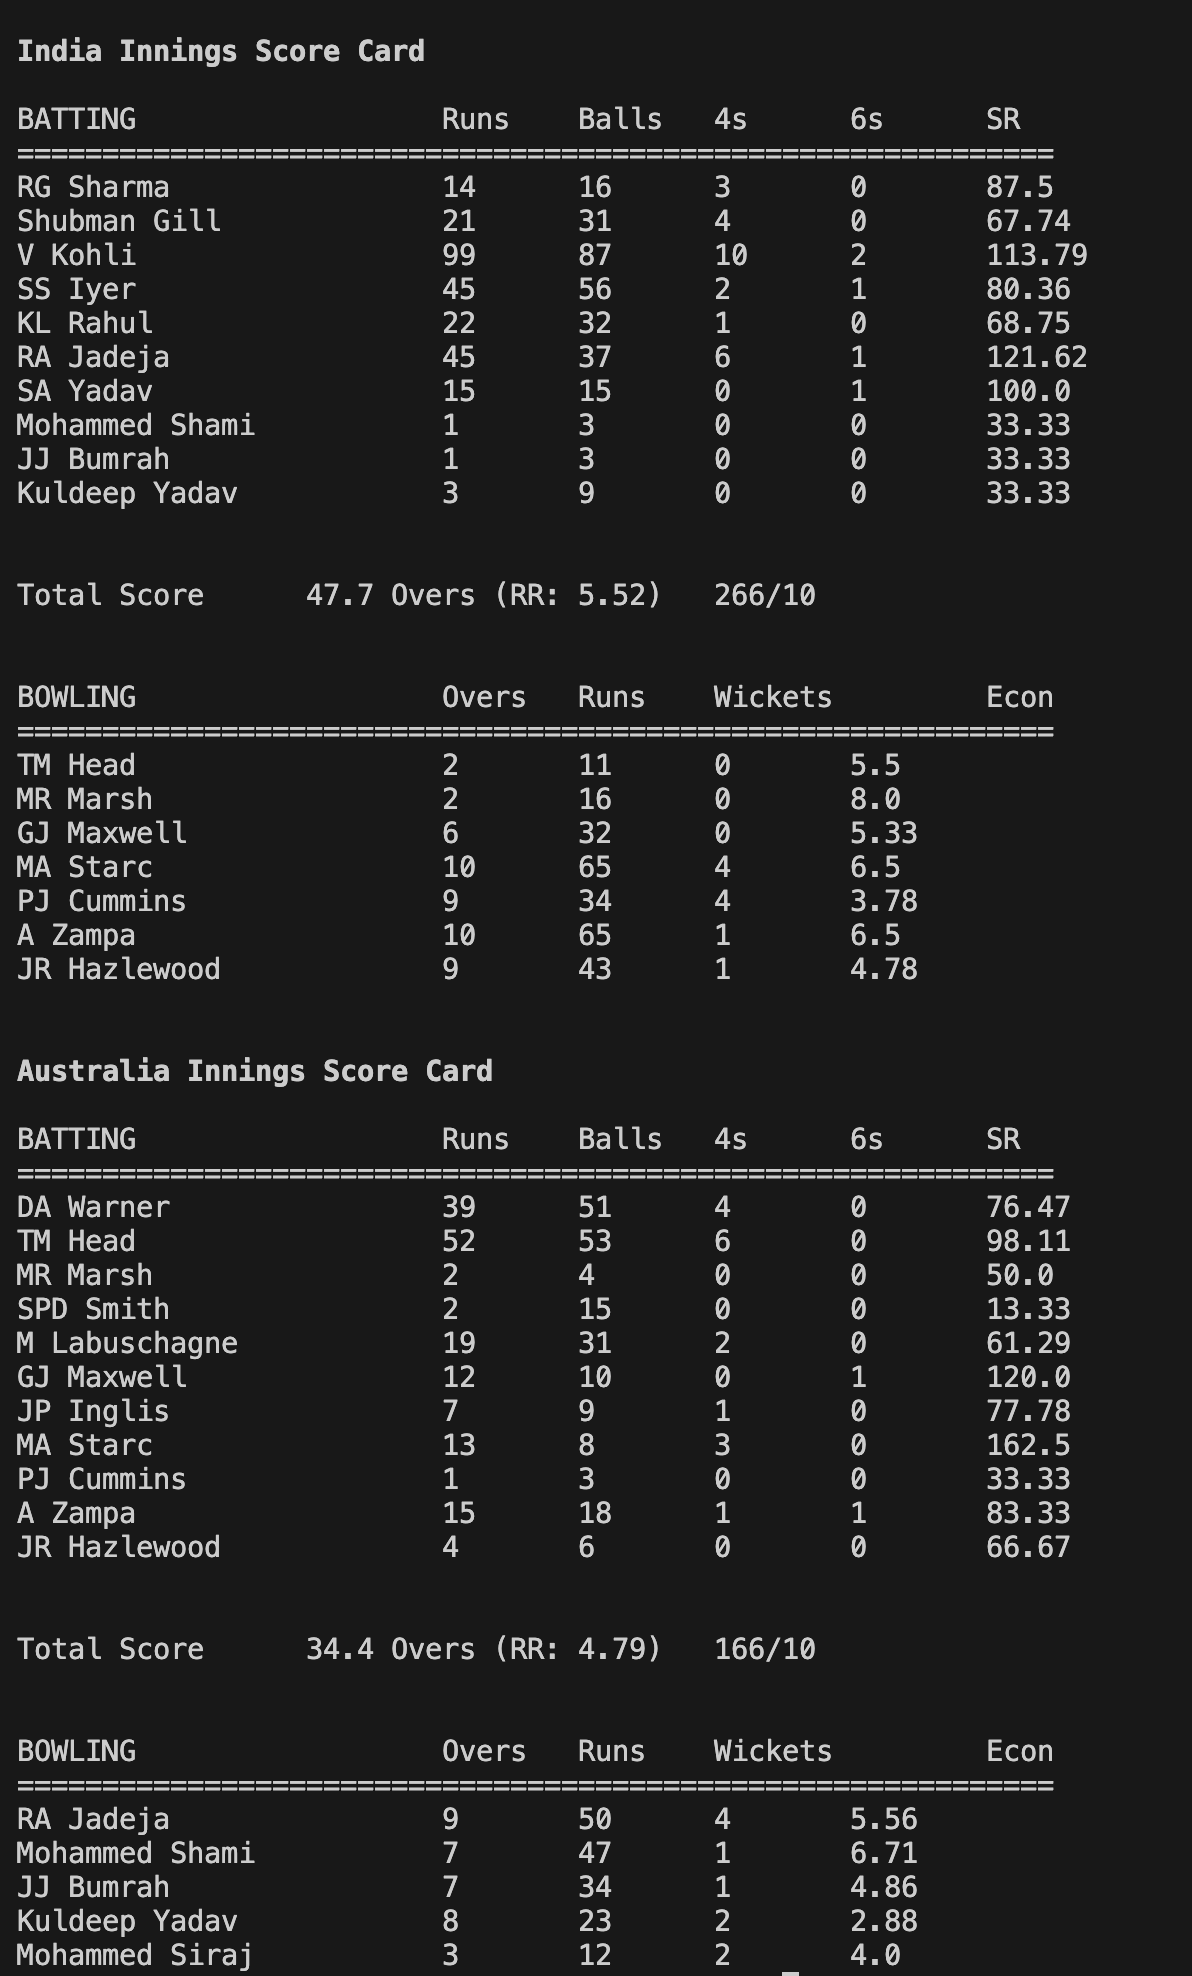 India Innings Score Card
BATTING Runs Balls 4s 6s SR
=============================================================
RG Sharma 14 16 3 0 87.5
Shubman Gill 21 31 4 0 67.74
V Kohli 99 87 10 2 113.79
SS Iyer 45 56 2 1 80.36
KL Rahul 22 32 1 0 68.75
RA Jadeja 45 37 6 1 121.62
SA Yadav 15 15 0 1 100.0
Mohammed Shami 1 3 0 0 33.33
JJ Bumrah 1 3 0 0 33.33
Kuldeep Yadav 3 9 0 0 33.33
Total Score 47.7 Overs (RR: 5.52) 266/10
BOWLING Overs Runs Wickets Econ
=============================================================
TM Head 2 11 0 5.5
MR Marsh 2 16 0 8.0
GJ Maxwell 6 32 0 5.33
MA Starc 10 65 4 6.5
PJ Cummins 9 34 4 3.78
A Zampa 10 65 1 6.5
JR Hazlewood 9 43 1 4.78
Australia Innings Score Card
BATTING Runs Balls 4s 6s SR
=============================================================
DA Warner 39 51 4 0 76.47
TM Head 52 53 6 0 98.11
MR Marsh 2 4 0 0 50.0
SPD Smith 2 15 0 0 13.33
M Labuschagne 19 31 2 0 61.29
GJ Maxwell 12 10 0 1 120.0
JP Inglis 7 9 1 0 77.78
MA Starc 13 8 3 0 162.5
PJ Cummins 1 3 0 0 33.33
A Zampa 15 18 1 1 83.33
JR Hazlewood 4 6 0 0 66.67
Total Score 34.4 Overs (RR: 4.79) 166/10
BOWLING Overs Runs Wickets Econ
=============================================================
RA Jadeja 9 50 4 5.56
Mohammed Shami 7 47 1 6.71
JJ Bumrah 7 34 1 4.86
Kuldeep Yadav 8 23 2 2.88
Mohammed Siraj 3 12 2 4.0